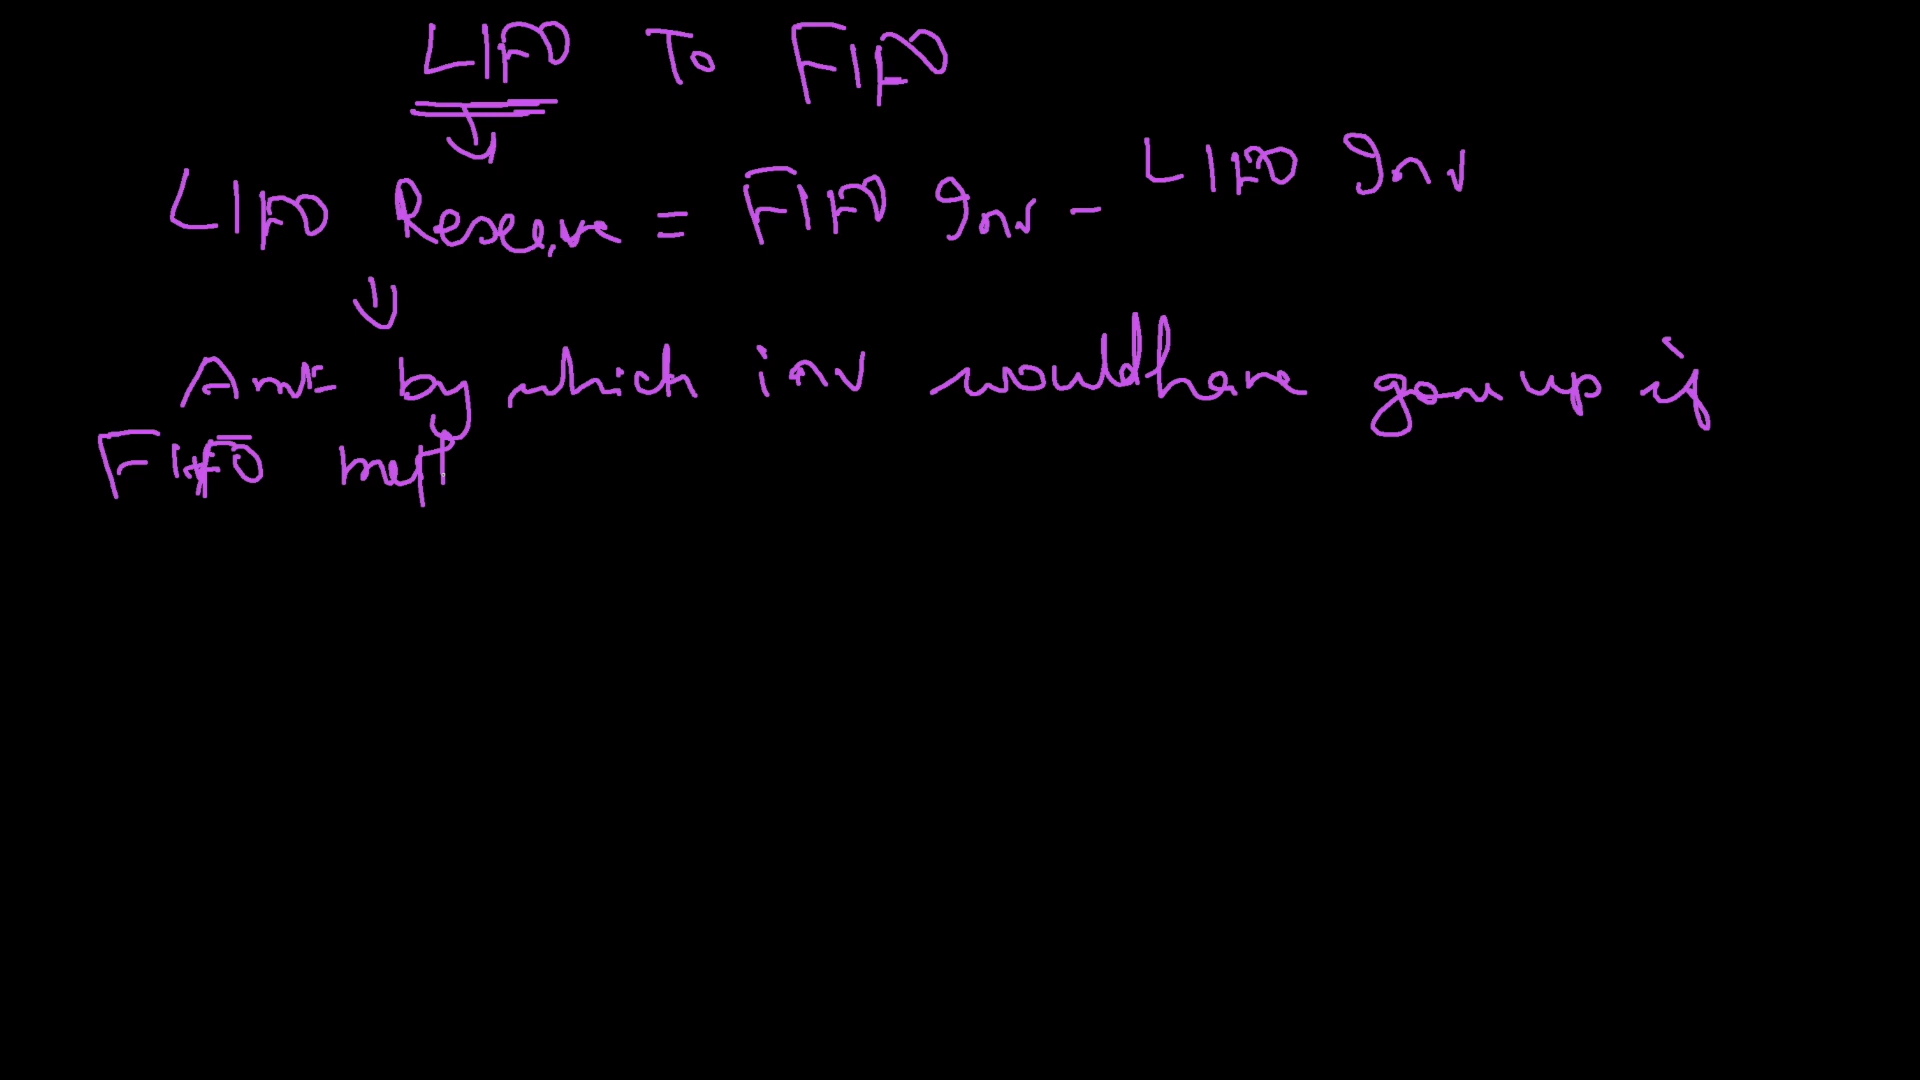 LIFO To FIFO
LIFO Reserve = FIFO Inv - LIFO Inv
Amt by which inv would have gone up if
FIFO